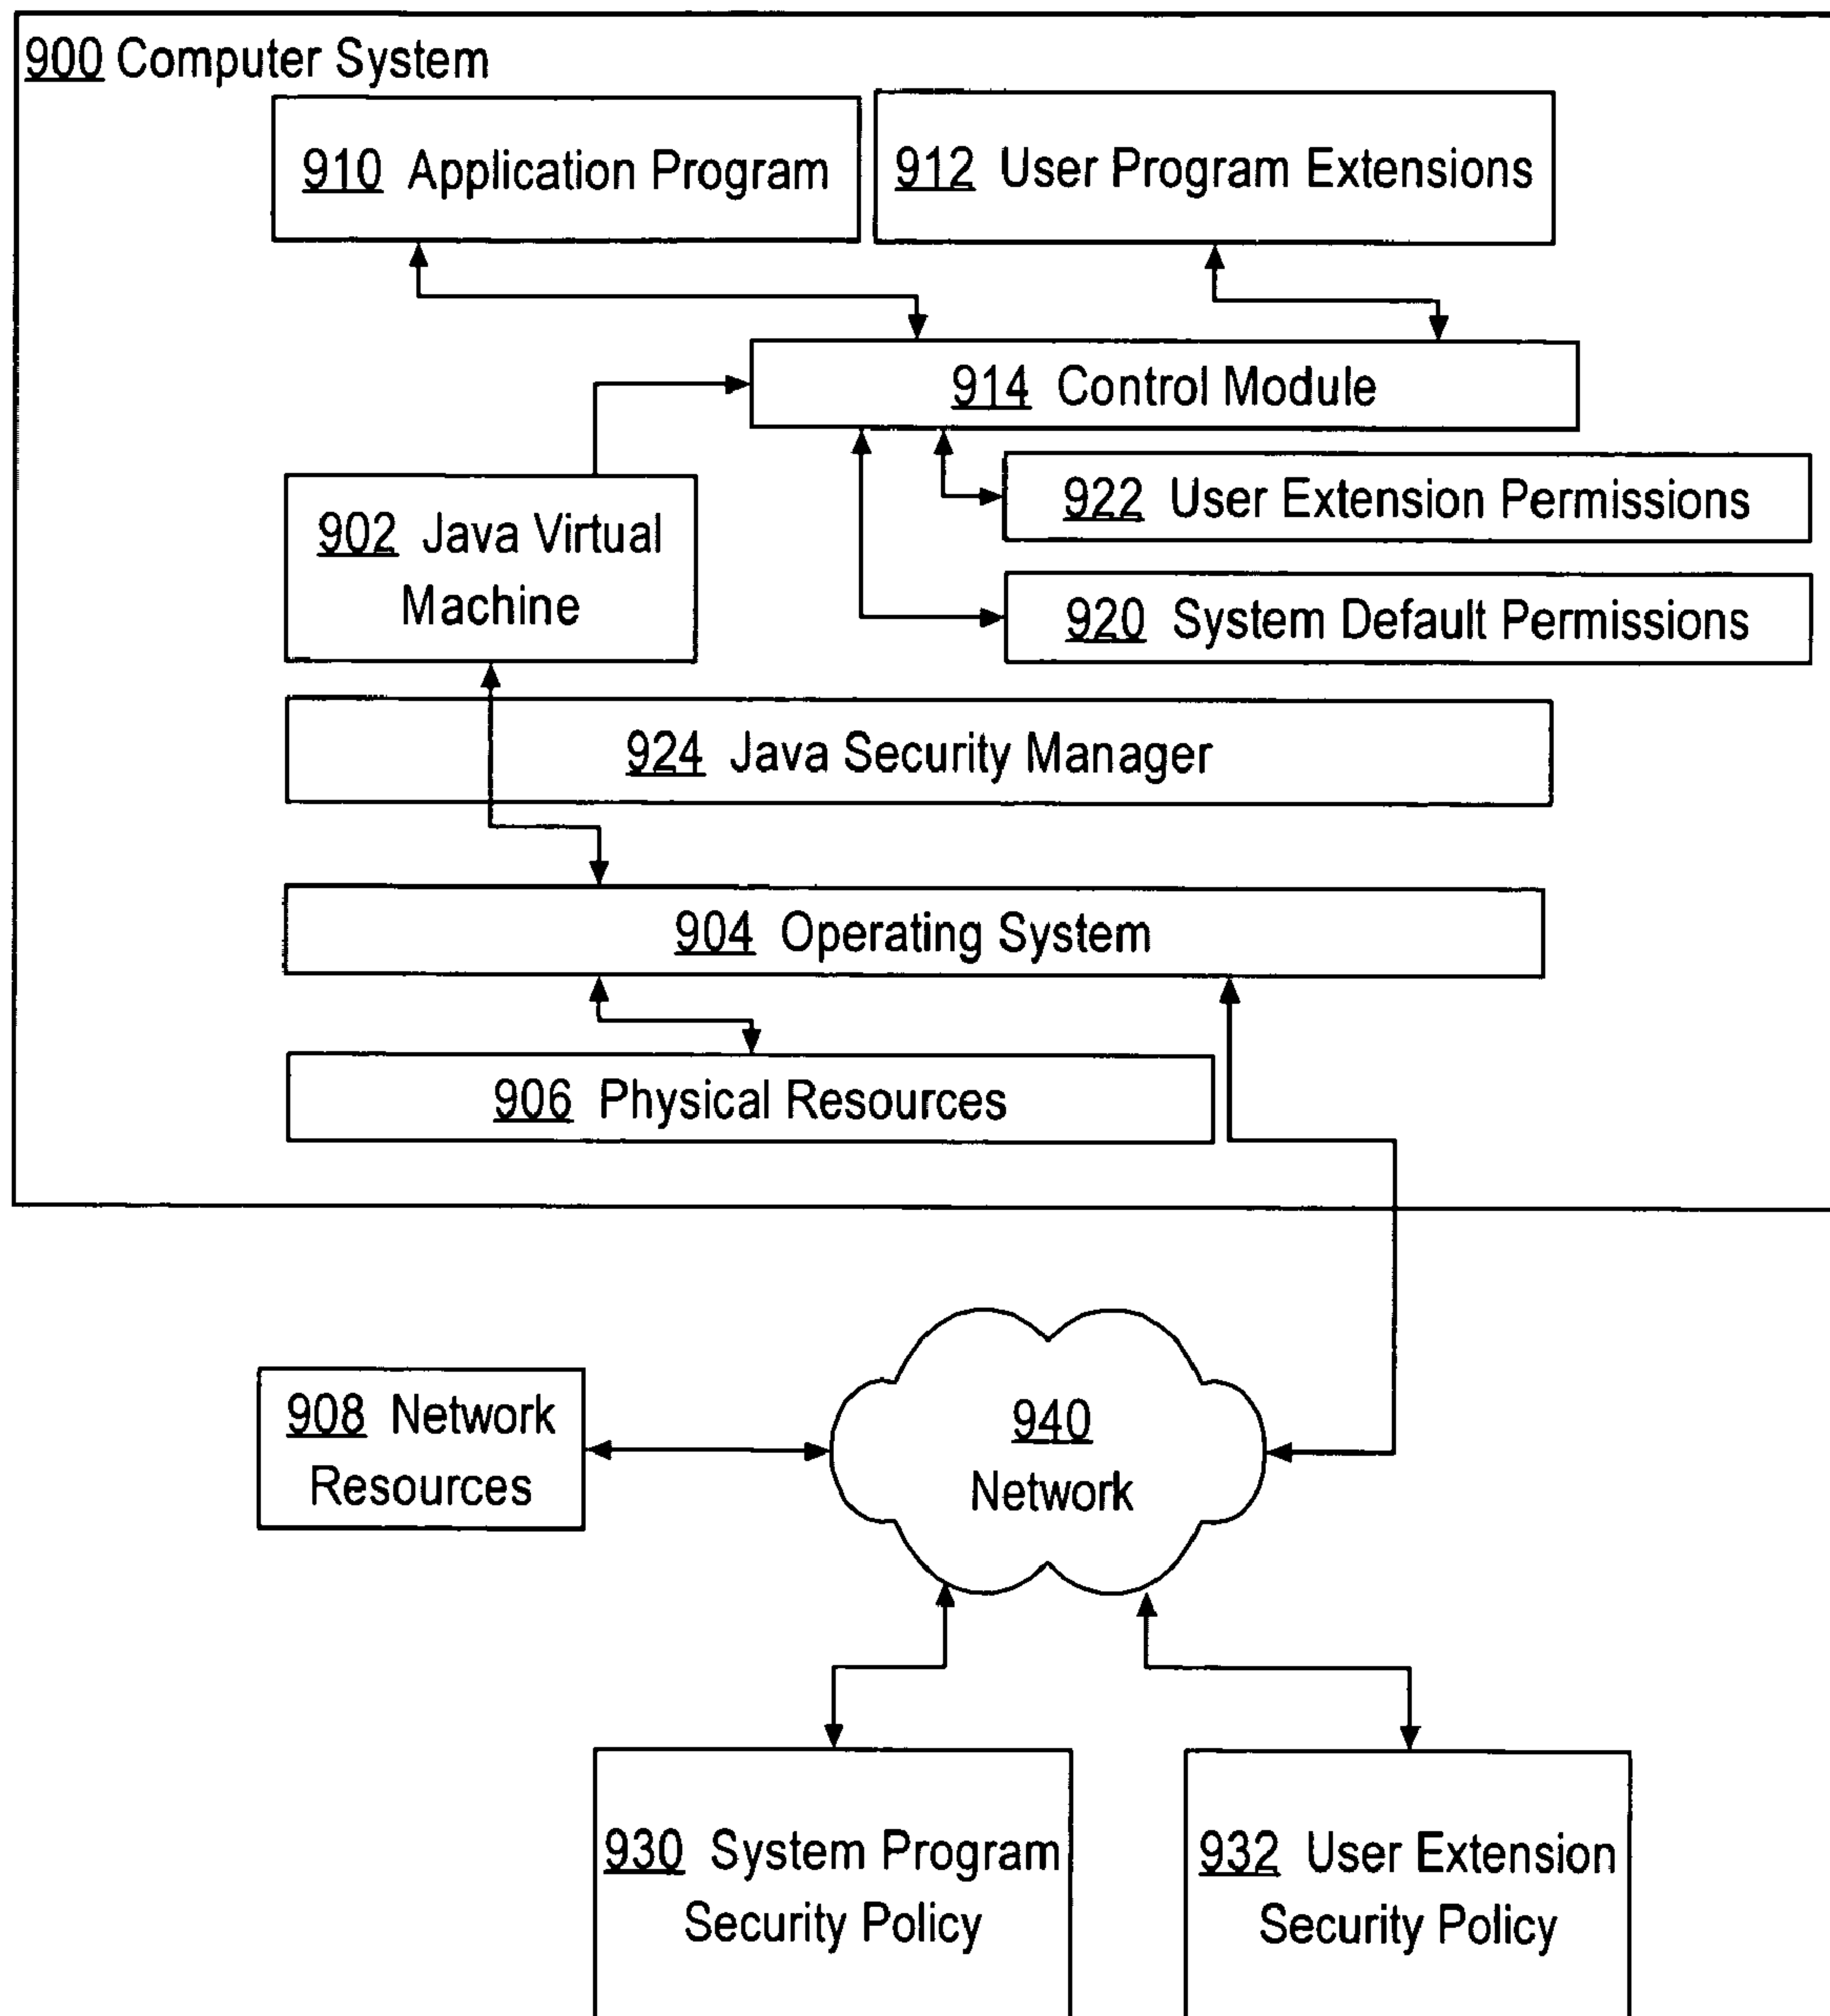 900 Computer System
910 Application Program
912 User Program Extensions
914 Control Module
922 User Extension Permissions
902 Java Virtual
Machine
920 System Default Permissions
924 Java Security Manager
904 Operating System
906 Physical Resources
908 Network
Resources
940
Network
930 System Program
Security Policy
932 User Extension
Security Policy